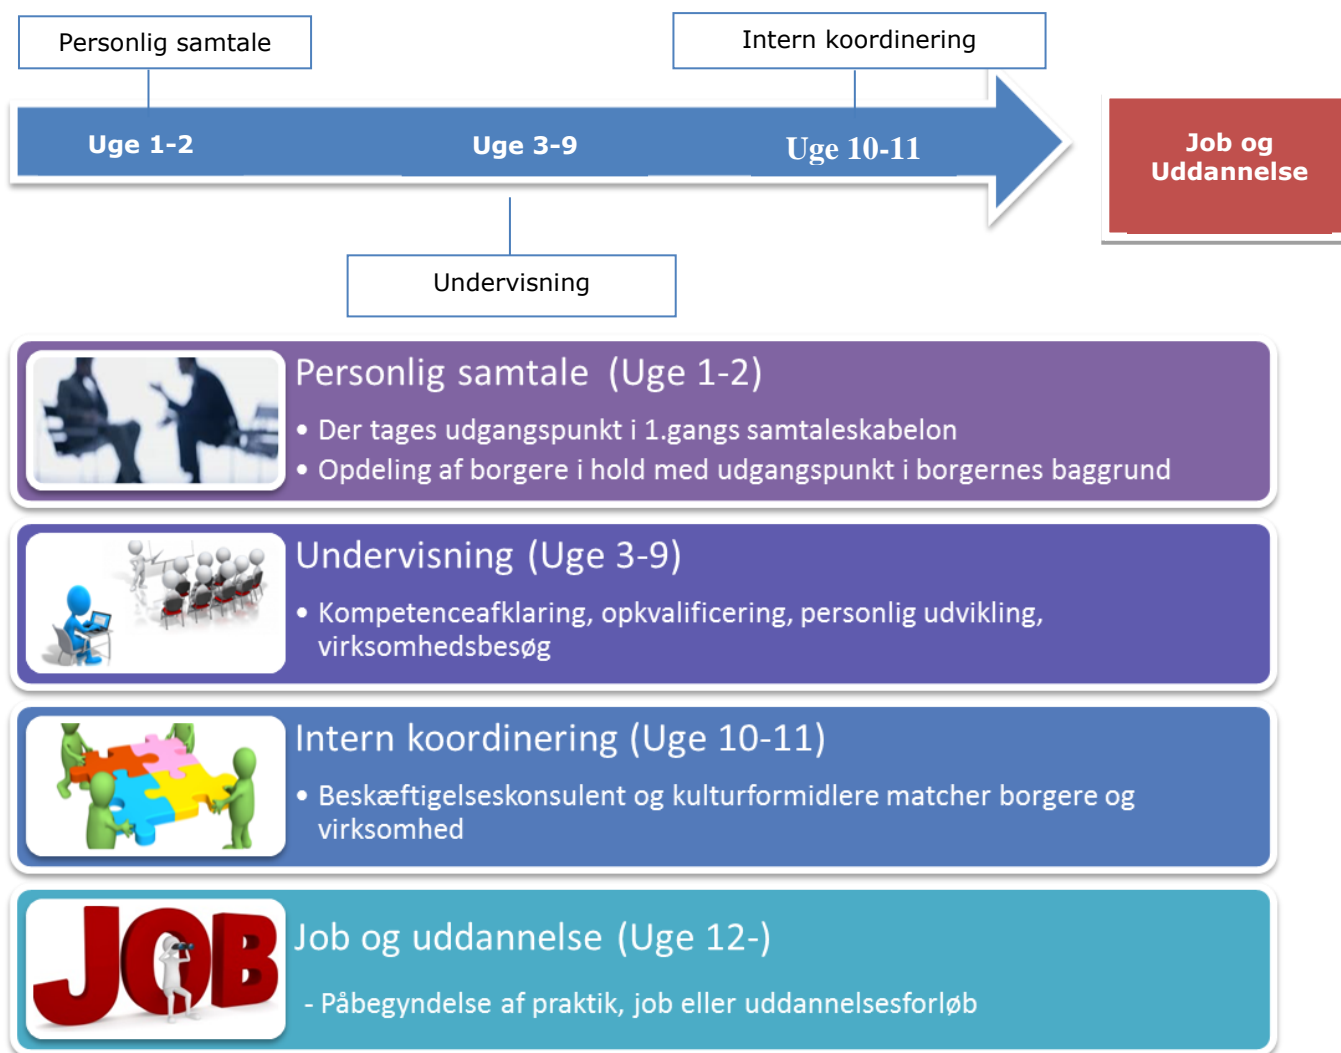 Personlig samtale
Intern koordinering
Uge 1-2
Uge 3-9
Uge 10-11
Job og
Uddannelse
Undervisning
Personlig samtale (Uge 1-2)
• Der tages udgangspunkt i 1.gangs samtaleskabelon
• Opdeling af borgere i hold med udgangspunkt i borgernes baggrund
Undervisning (Uge 3-9)
• Kompetenceafklaring, opkvalificering, personlig udvikling,
virksomhedsbesøg
Intern koordinering (Uge 10-11)
• Beskæftigelseskonsulent og kulturformidlere matcher borgere og
virksomhed
JOB
Job og uddannelse (Uge 12-)
- Påbegyndelse af praktik, job eller uddannelsesforløb